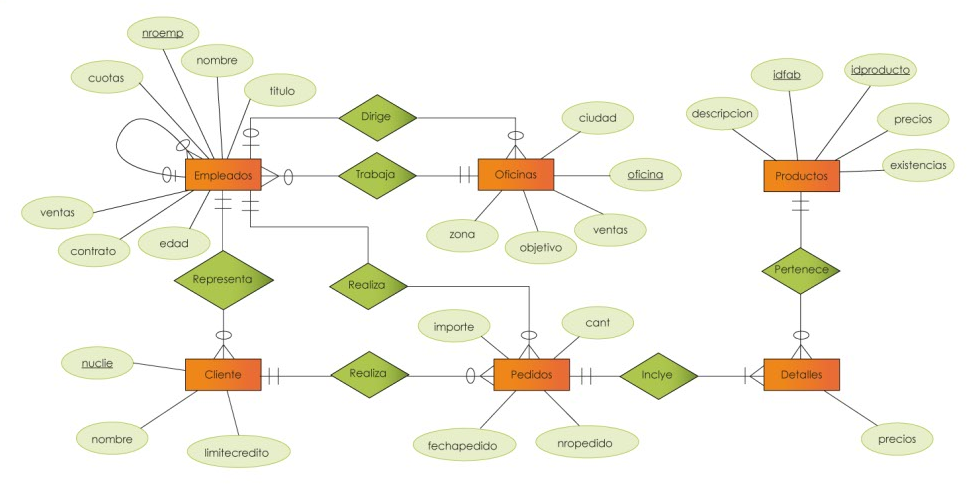 nroemp
nombre
cuotas
titulo
Dirige
ciudad
idfab
idproducto
descripcion
precios
existencias
Empleados
Trabaja
Oficinas
oficina
Productos
ventas
contrato
edad
zona
objetivo
ventas
Representa
Realiza
Pertenece
importe
cant
nuclie
Cliente
Realiza
Pedidos
Inclye
Detalles
nombre
limitecredito
fechapedido
nropedido
precios